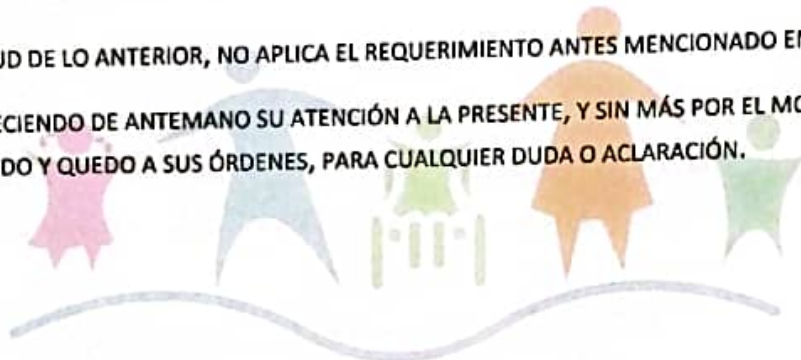 UD DE LO ANTERIOR, NO APLICA EL REQUERIMIENTO ANTES MENCIONADO EN
ECIENDO DE ANTEMANO SU ATENCIÓN A LA PRESENTE, Y SIN MÁS POR EL MO
DO Y QUEDO A SUS ÓRDENES, PARA CUALQUIER DUDA O ACLARACIÓN.